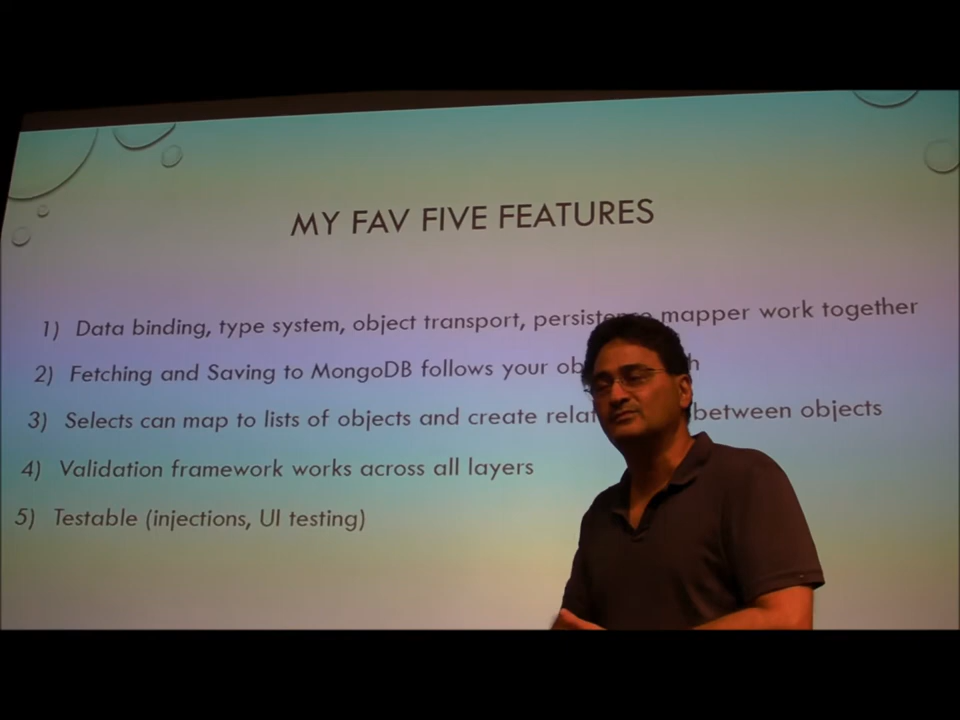 MY FAV FIVE FEATURES
1) Data binding, type system, object transport, persistence mapper work together
2) Fetching and Saving to MongoDB follows your
3) Selects can map to lists of objects and create between objects
4) Validation framework works across all layers
5) Testable (injections, UI testing)